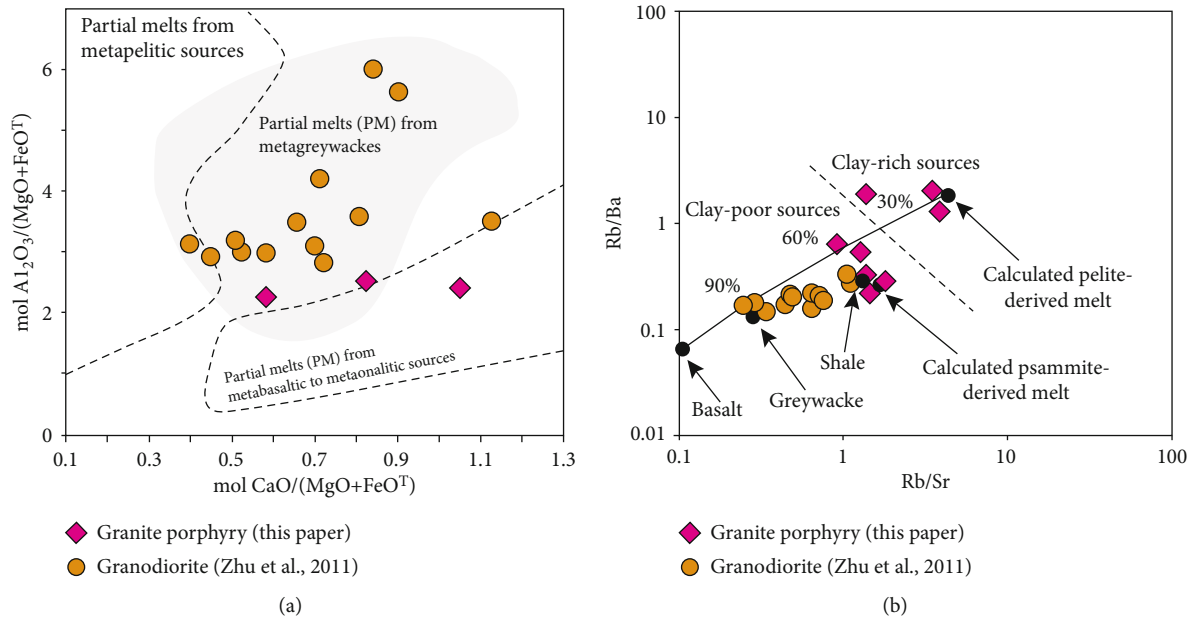 Partial melts from
metapelitic sources
Partial melts (PM) from
metagreywackes
Partial melts (PM) from
metabasaltic to metaonalitic sources
mol A1₂O₃/(MgO+FeOᵀ)
6
4
2
0
0.1 0.3 0.5 0.7 0.9 1.1 1.3
mol CaO/(MgO+FeOᵀ)
Granite porphyry (this paper)
Granodiorite (Zhu et al., 2011)
(a)
Rb/Ba
100
10
1
0.1
0.01
Clay-rich sources
30%
Clay-poor sources
60%
90%
Calculated pelite-
derived melt
Shale
Calculated psammite-
derived melt
Greywacke
Basalt
0.1 1 10 100
Rb/Sr
Granite porphyry (this paper)
Granodiorite (Zhu et al., 2011)
(b)